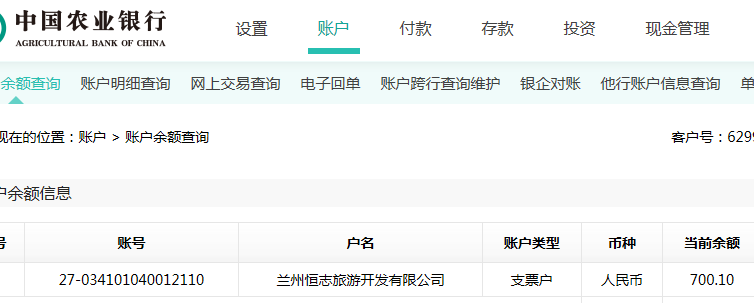 中国农业银行
AGRICULTURAL BANK OF CHINA
设置 账户 付款 存款 投资 现金管理
余额查询 账户明细查询 网上交易查询 电子回单 账户跨行查询维护 银企对账 他行账户信息查询 单
现在的位置：账户 > 账户余额查询 客户号：6299
户余额信息
号 账号 户名 账户类型 币种 当前余额
27-034101040012110 兰州恒志旅游开发有限公司 支票户 人民币 700.10